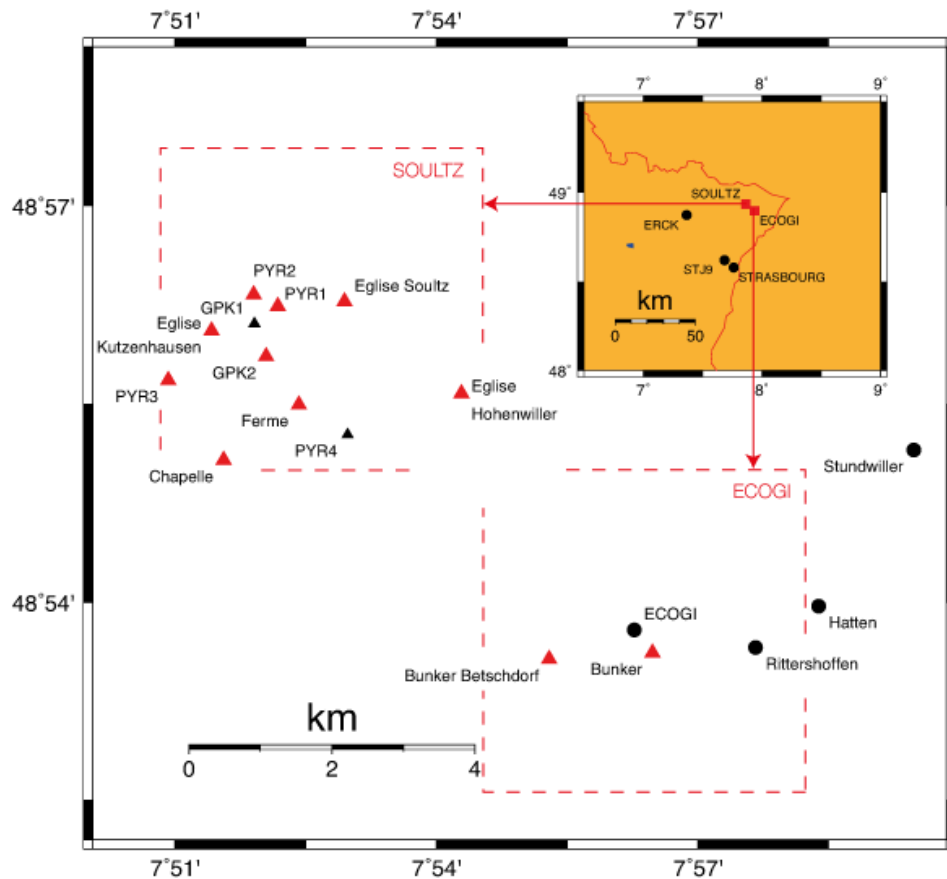 7°51'
7°54'
7°57'
7°
8°
9°
SOULTZ
49°
48°57'
SOULTZ
ECOGI
ERCK
PYR2
PYR1
Eglise Soultz
STJ9
STRASBOURG
GPK1
Eglise
Kutzenhausen
km
0
50
GPK2
48°
PYR3
7°
8°
9°
Eglise
Hohenwiller
Ferme
PYR4
Chapelle
Stundwiller
ECOGI
48°54'
ECOGI
Hatten
Bunker Betschdorf
Bunker
Rittershoffen
km
0
2
4
7°51'
7°54'
7°57'